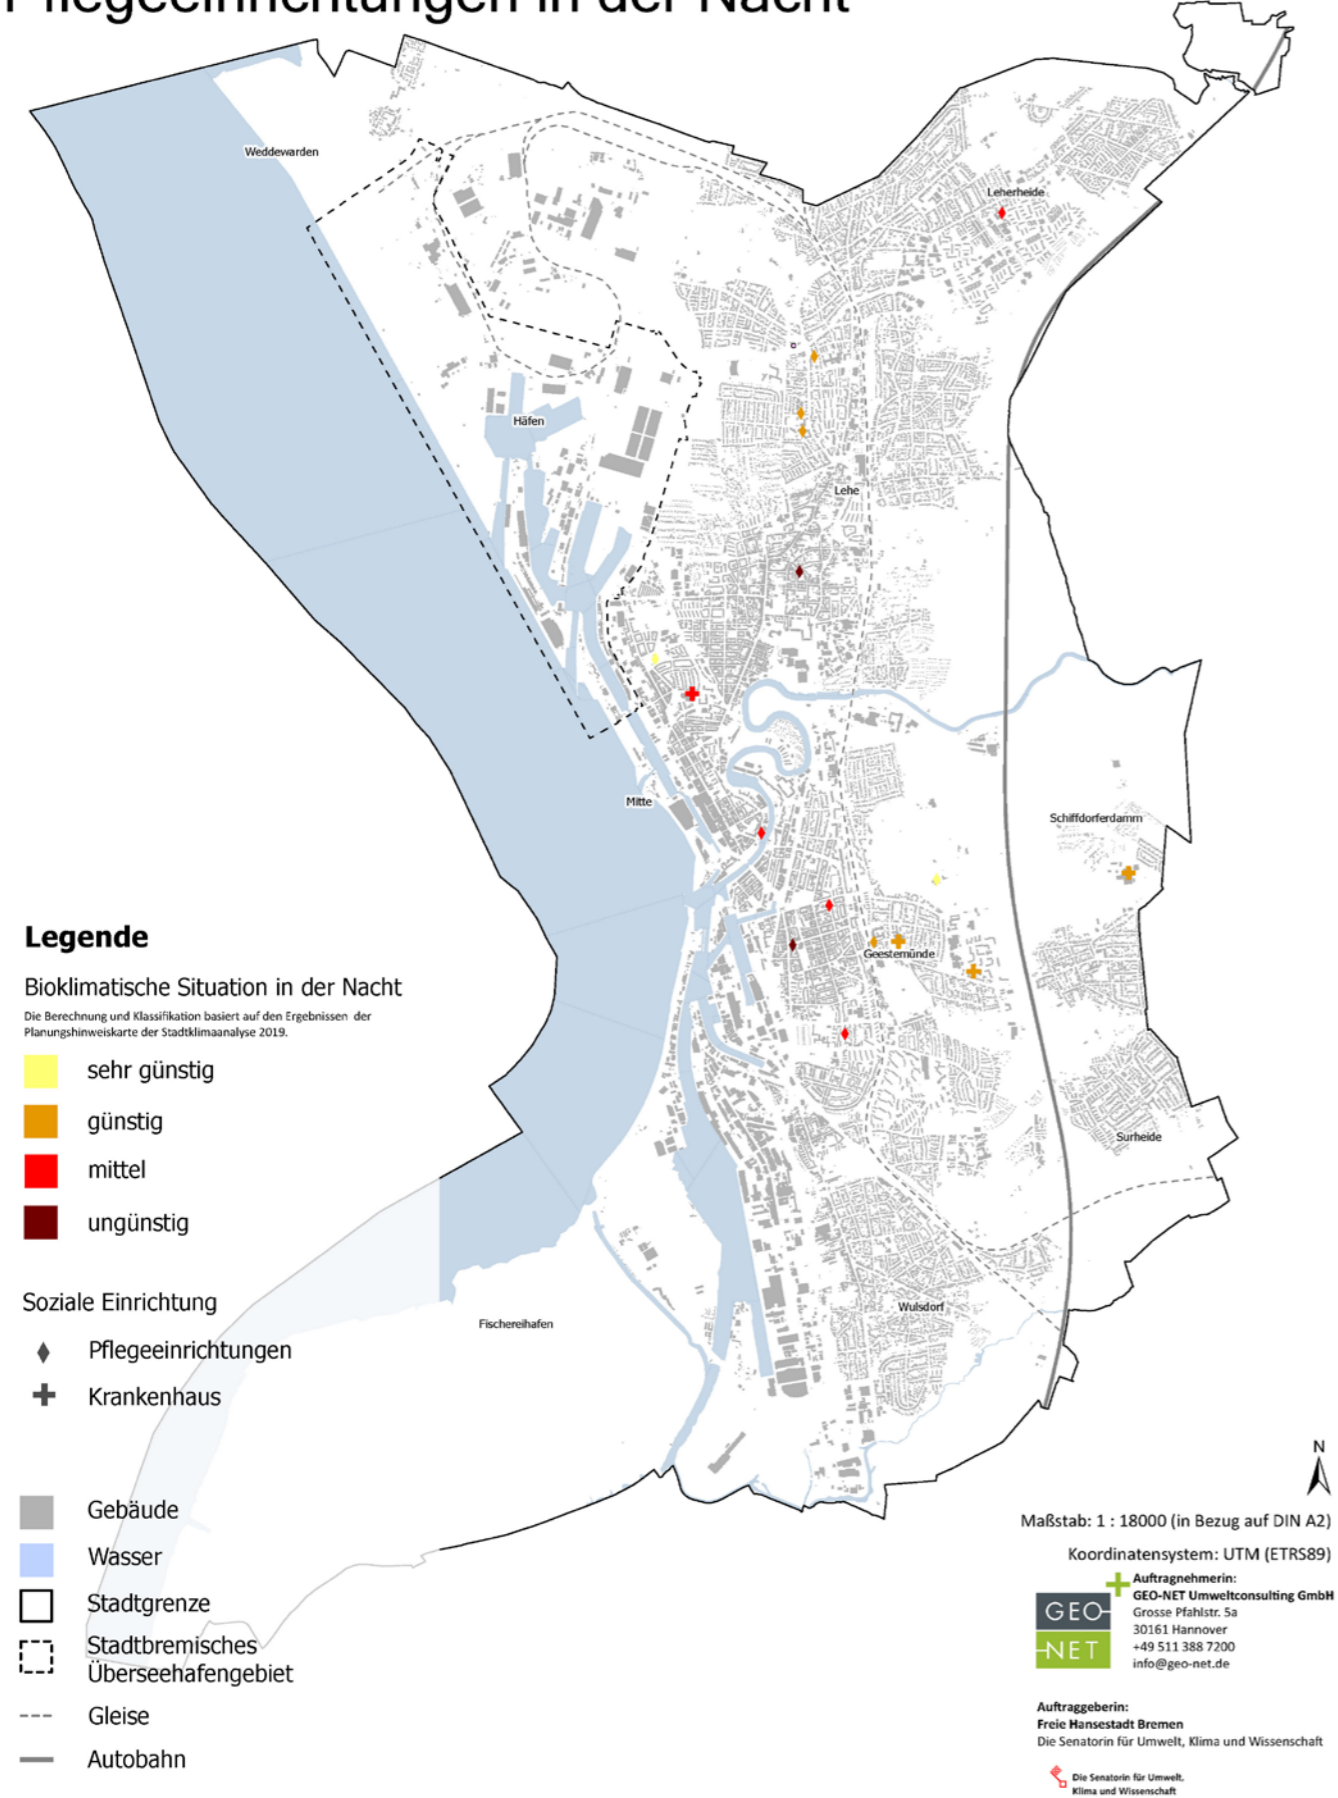 Pflegeeinrichtungen in der Nacht
Weddewarden
Leherheide
Häfen
Lehe
Mitte
Schiffdorferdamm
Geestemünde
Surheide
Wulsdorf
Fischereihafen
Legende
Bioklimatische Situation in der Nacht
Die Berechnung und Klassifikation basiert auf den Ergebnissen der
Planungshinweiskarte der Stadtklimaanalyse 2019.
sehr günstig
günstig
mittel
ungünstig
Soziale Einrichtung
Pflegeeinrichtungen
Krankenhaus
Gebäude
Wasser
Stadtgrenze
Stadtbremisches
Überseehafengebiet
Gleise
Autobahn
N
Maßstab: 1 : 18000 (in Bezug auf DIN A2)
Koordinatensystem: UTM (ETRS89)
GEO
NET
Auftragnehmerin:
GEO-NET Umweltconsulting GmbH
Grosse Pfahlstr. 5a
30161 Hannover
+49 511 388 7200
info@geo-net.de
Auftraggeberin:
Freie Hansestadt Bremen
Die Senatorin für Umwelt, Klima und Wissenschaft
Die Senatorin für Umwelt,
Klima und Wissenschaft